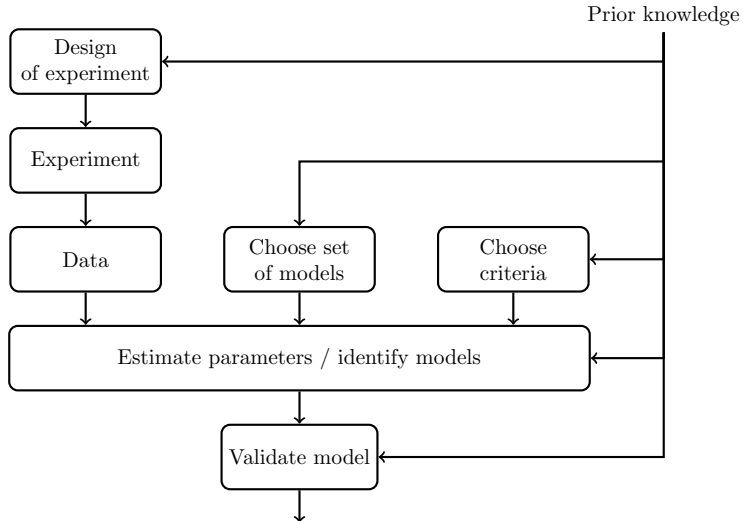 Prior knowledge
Design
of experiment
Experiment
Data
Choose set
of models
Choose
criteria
Estimate parameters / identify models
Validate model